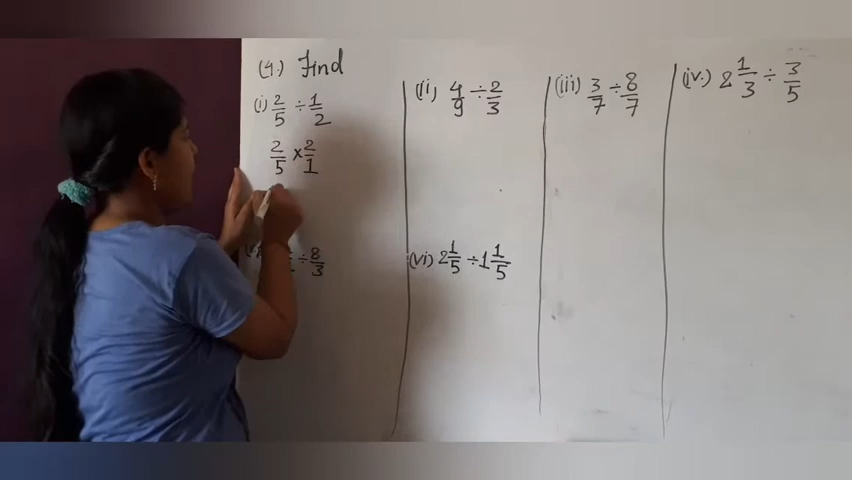 (4.) Find
(i) 2/5 ÷ 1/2
2/5 × 2/1
÷ 8/3
(ii) 4/9 ÷ 2/3
(vi) 2 1/5 ÷ 1 1/5
(iii) 3/7 ÷ 8/7
(iv.) 2 1/3 ÷ 3/5